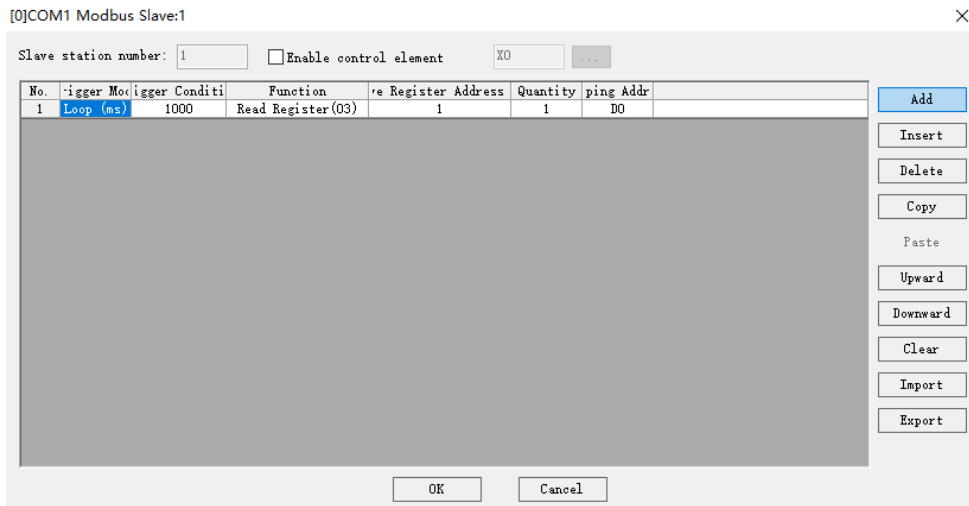 [0]COM1 Modbus Slave:1
Slave station number: 1 Enable control element X0 ...
No. rigger Mo igger Conditi Function re Register Address Quantity ping Addr
1 Loop (ms) 1000 Read Register(03) 1 1 D0
Add
Insert
Delete
Copy
Paste
Upward
Downward
Clear
Import
Export
OK Cancel